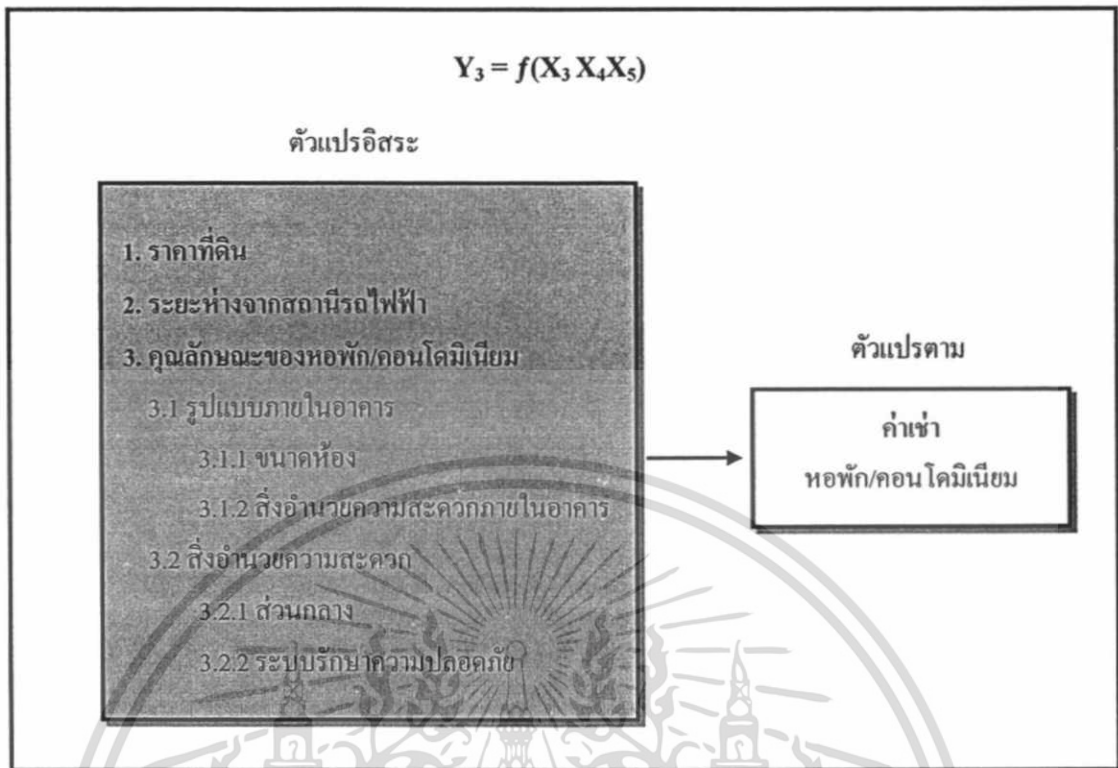 Y₃ = f(X₃ X₄X₅)
ตัวแปรอิสระ
1. ราคาที่ดิน
2. ระยะห่างจากสถานีรถไฟฟ้า
3. คุณลักษณะของหอพัก/คอนโดมิเนียม
3.1 รูปแบบภายในอาคาร
3.1.1 ขนาดห้อง
3.1.2 สิ่งอำนวยความสะดวกภายในอาคาร
3.2 สิ่งอำนวยความสะดวก
3.2.1 ส่วนกลาง
3.2.2 ระบบรักษาความปลอดภัย
ตัวแปรตาม
ค่าเช่า
หอพัก/คอนโดมิเนียม